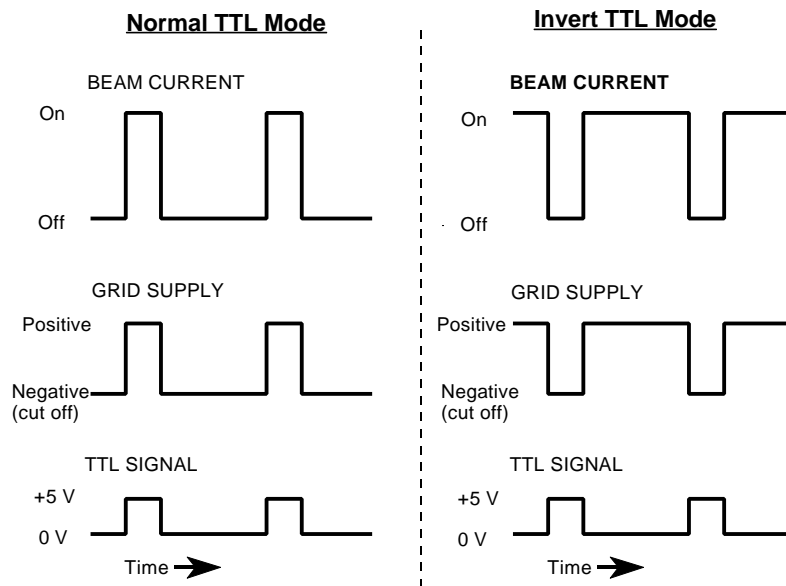 Normal TTL Mode
BEAM CURRENT
On
Off
GRID SUPPLY
Positive
Negative
(cut off)
TTL SIGNAL
+5 V
0 V
Time
Invert TTL Mode
BEAM CURRENT
On
Off
GRID SUPPLY
Positive
Negative
(cut off)
TTL SIGNAL
+5 V
0 V
Time